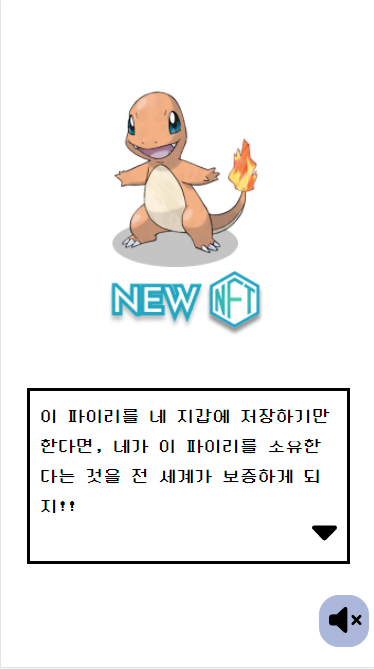 NEW NFT
이 파이리를 네 지갑에 저장하기만
한다면, 네가 이 파이리를 소유한
다는 것을 전 세계가 보증하게 되
지!!